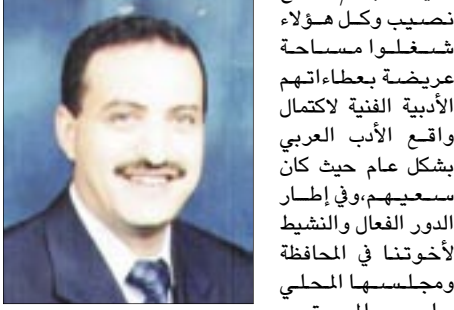 نصيب وكل هؤلاء
شغلوا مساحة
عريضة بعطاءاتهم
الأدبية الفنية لاكتمال
واقع الأدب العربي
بشكل عام حيث كان
سعيهم،وفي إطار
الدور الفعال والنشيط
لأخوتنا في المحافظة
ومجلسها المحلي